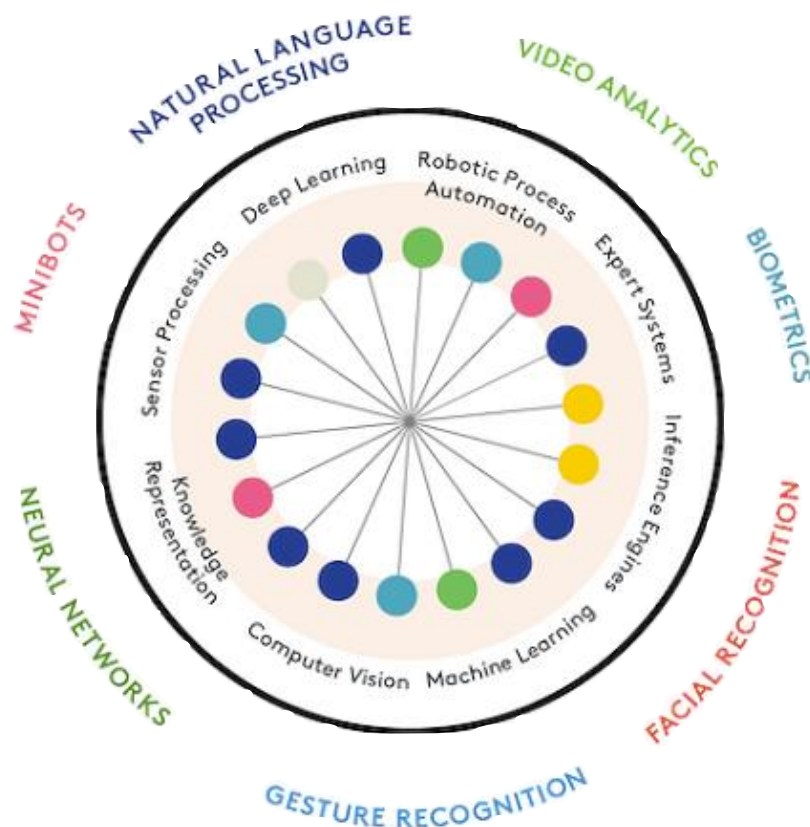 NATURAL LANGUAGE
PROCESSING
VIDEO ANALYTICS
BIOMETRICS
FACIAL RECOGNITION
GESTURE RECOGNITION
NEURAL NETWORKS
MINIBOTS
Deep Learning
Robotic Process
Automation
Expert Systems
Inference Engines
Machine Learning
Computer Vision
Knowledge
Representation
Sensor Processing